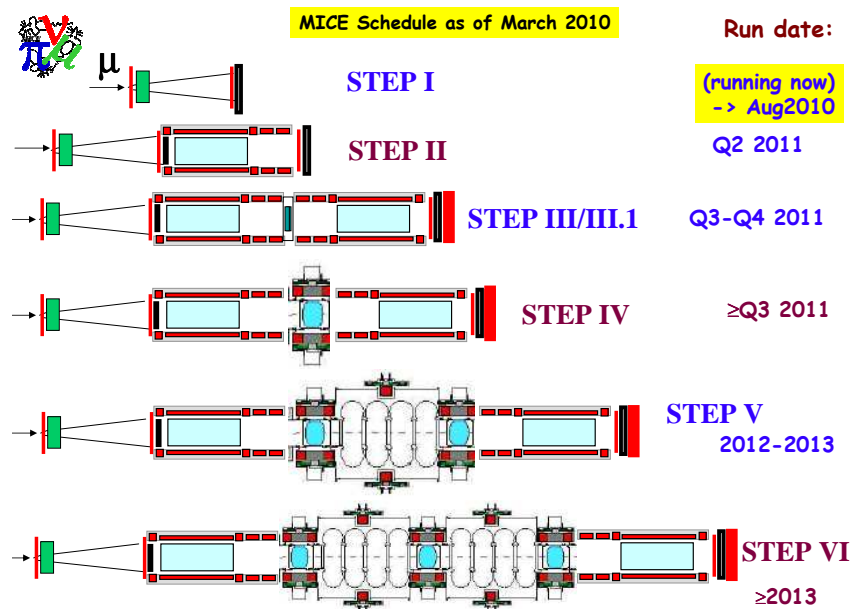 MICE Schedule as of March 2010
Run date:
πνμ
μ
STEP I
(running now)
-> Aug2010
STEP II
Q2 2011
STEP III/III.1
Q3-Q4 2011
STEP IV
≥Q3 2011
STEP V
2012-2013
STEP VI
≥2013